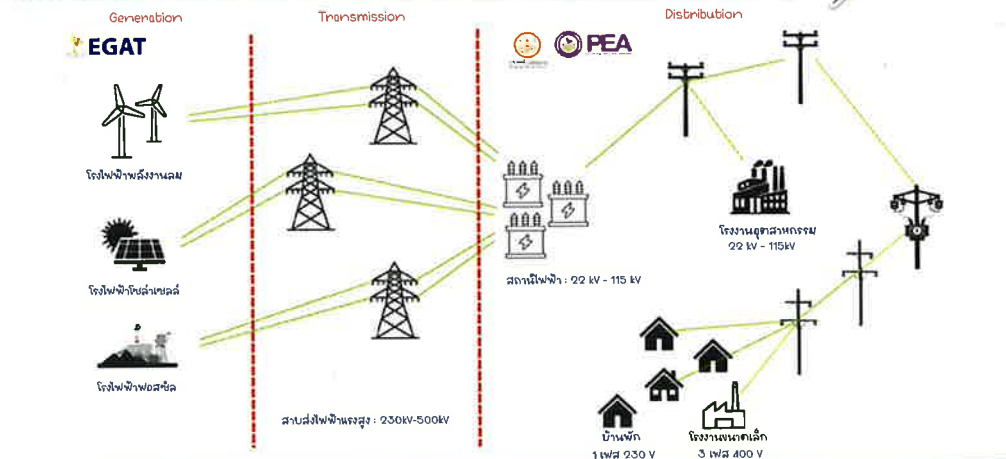 Generation
Transmission
Distribution
EGAT
PEA
โรงไฟฟ้าพลังงานลม
โรงไฟฟ้าโซล่าเซลล์
โรงไฟฟ้าฟอสซิล
สายส่งไฟฟ้าแรงสูง : 230kV-500kV
สถานีไฟฟ้า : 22 kV - 115 kV
โรงงานอุตสาหกรรม
22 kV - 115kV
บ้านพัก
1 เฟส 230 V
โรงงานขนาดเล็ก
3 เฟส 400 V